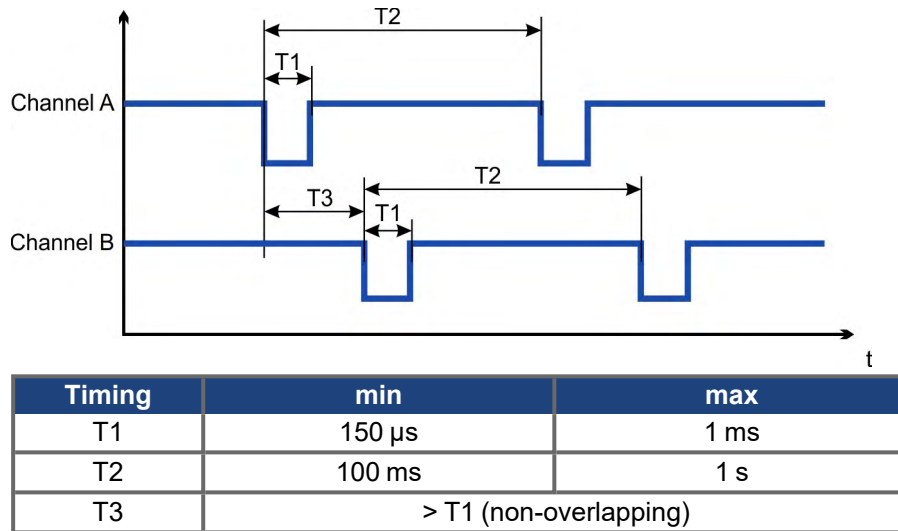 T2
T1
Channel A
T2
T3
T1
Channel B
t
Timing min max
T1 150 µs 1 ms
T2 100 ms 1 s
T3 > T1 (non-overlapping)